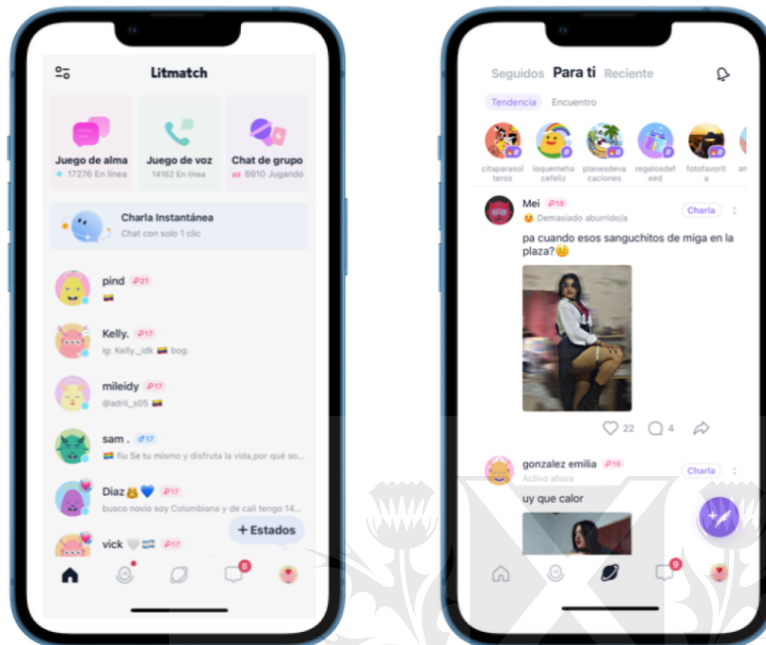 Litmatch
Juego de alma
17276 En línea
Juego de voz
14162 En línea
Chat de grupo
6910 Jugando
Charla Instantánea
Chat con solo 1 clic
pind 21
Kelly. 17
ig: Kelly._idk bog.
mileidy 17
@adrii_s05
sam . 17
fiu Se tu mismo y disfruta la vida,por qué so...
Diaz 17
busco novio soy Colombiana y de cali tengo 14...
vick 17
+ Estados
8
Seguidos Para ti Reciente
Tendencia Encuentro
citaparasol
teros
loquemeha
cefeliz
planesdeva
caciones
regalosdef
eed
fotofavorit
a
Mei 18
Demasiado aburrido/a
Charla
pa cuando esos sanguchitos de miga en la
plaza?
22 4
gonzalez emilia 19
Activo ahora
Charla
uy que calor
9